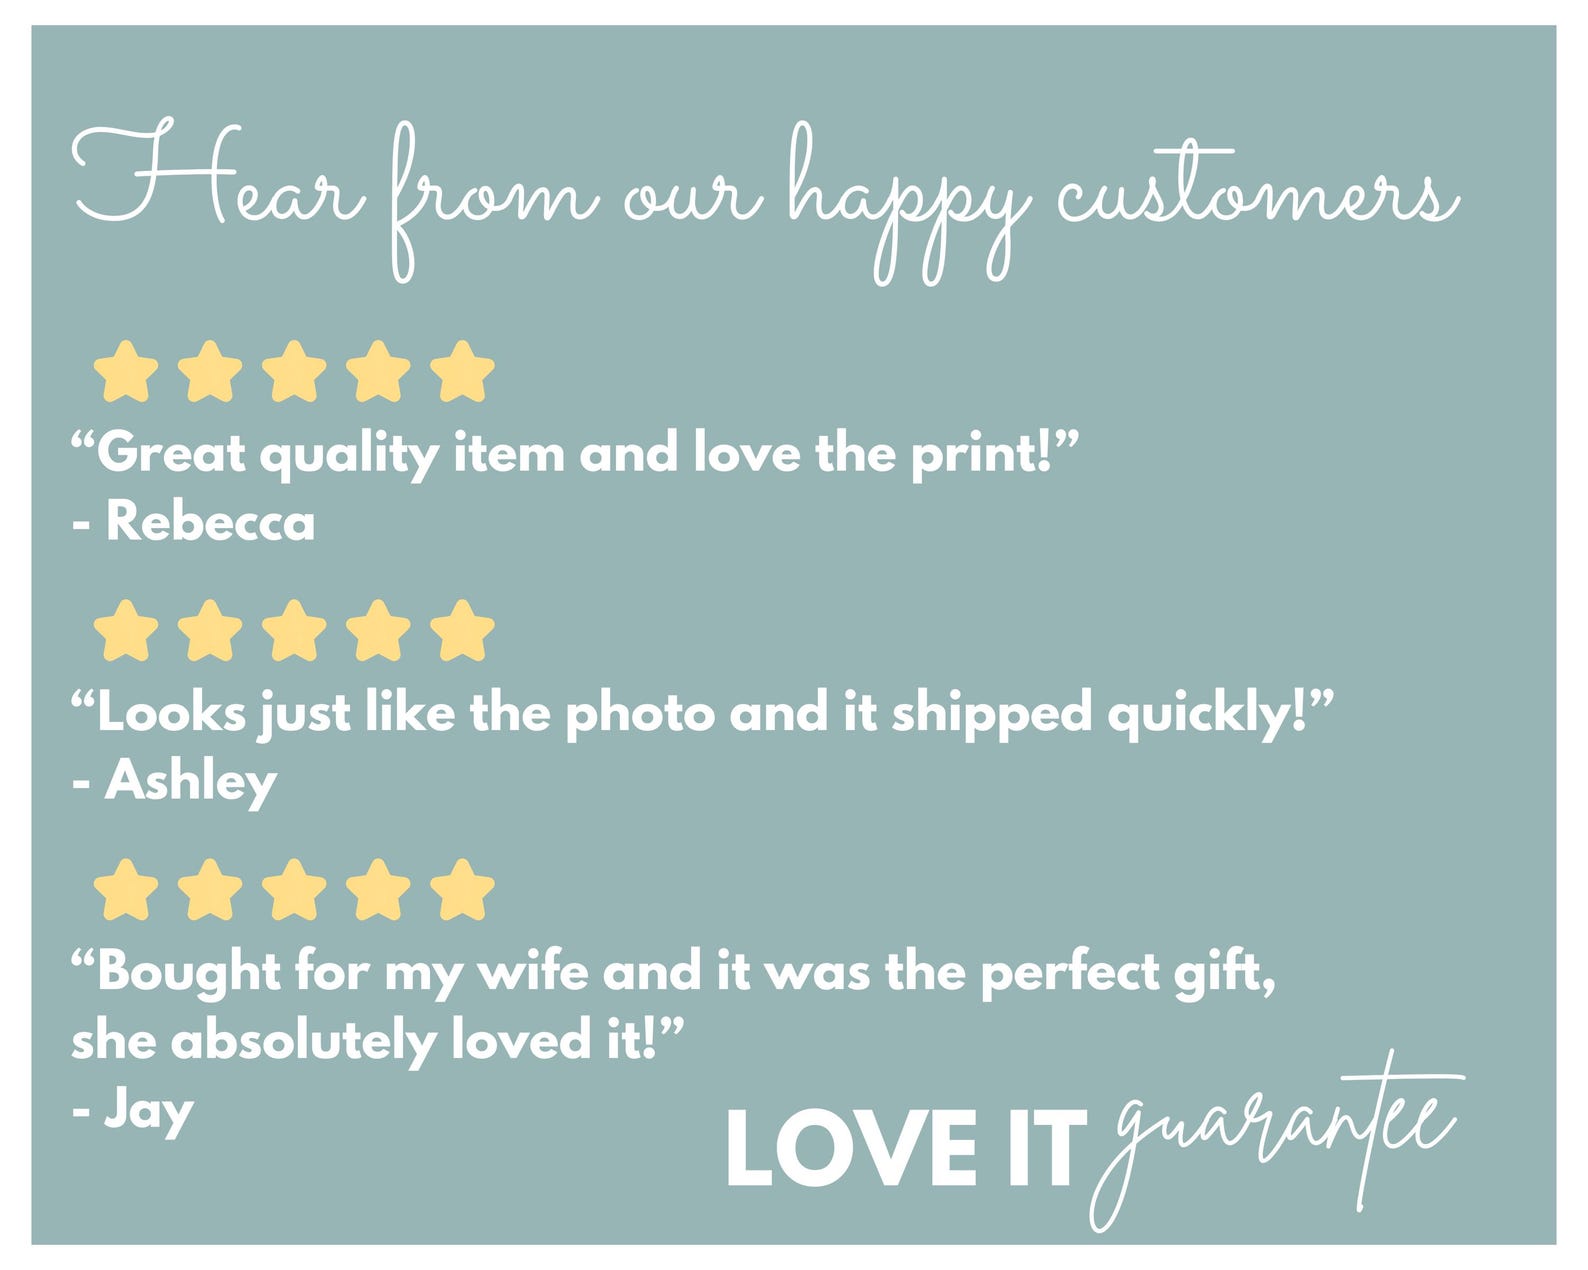 Hear from our happy customers
“Great quality item and love the print!”
- Rebecca
“Looks just like the photo and it shipped quickly!”
- Ashley
“Bought for my wife and it was the perfect gift,
she absolutely loved it!”
- Jay
LOVE IT guarantee